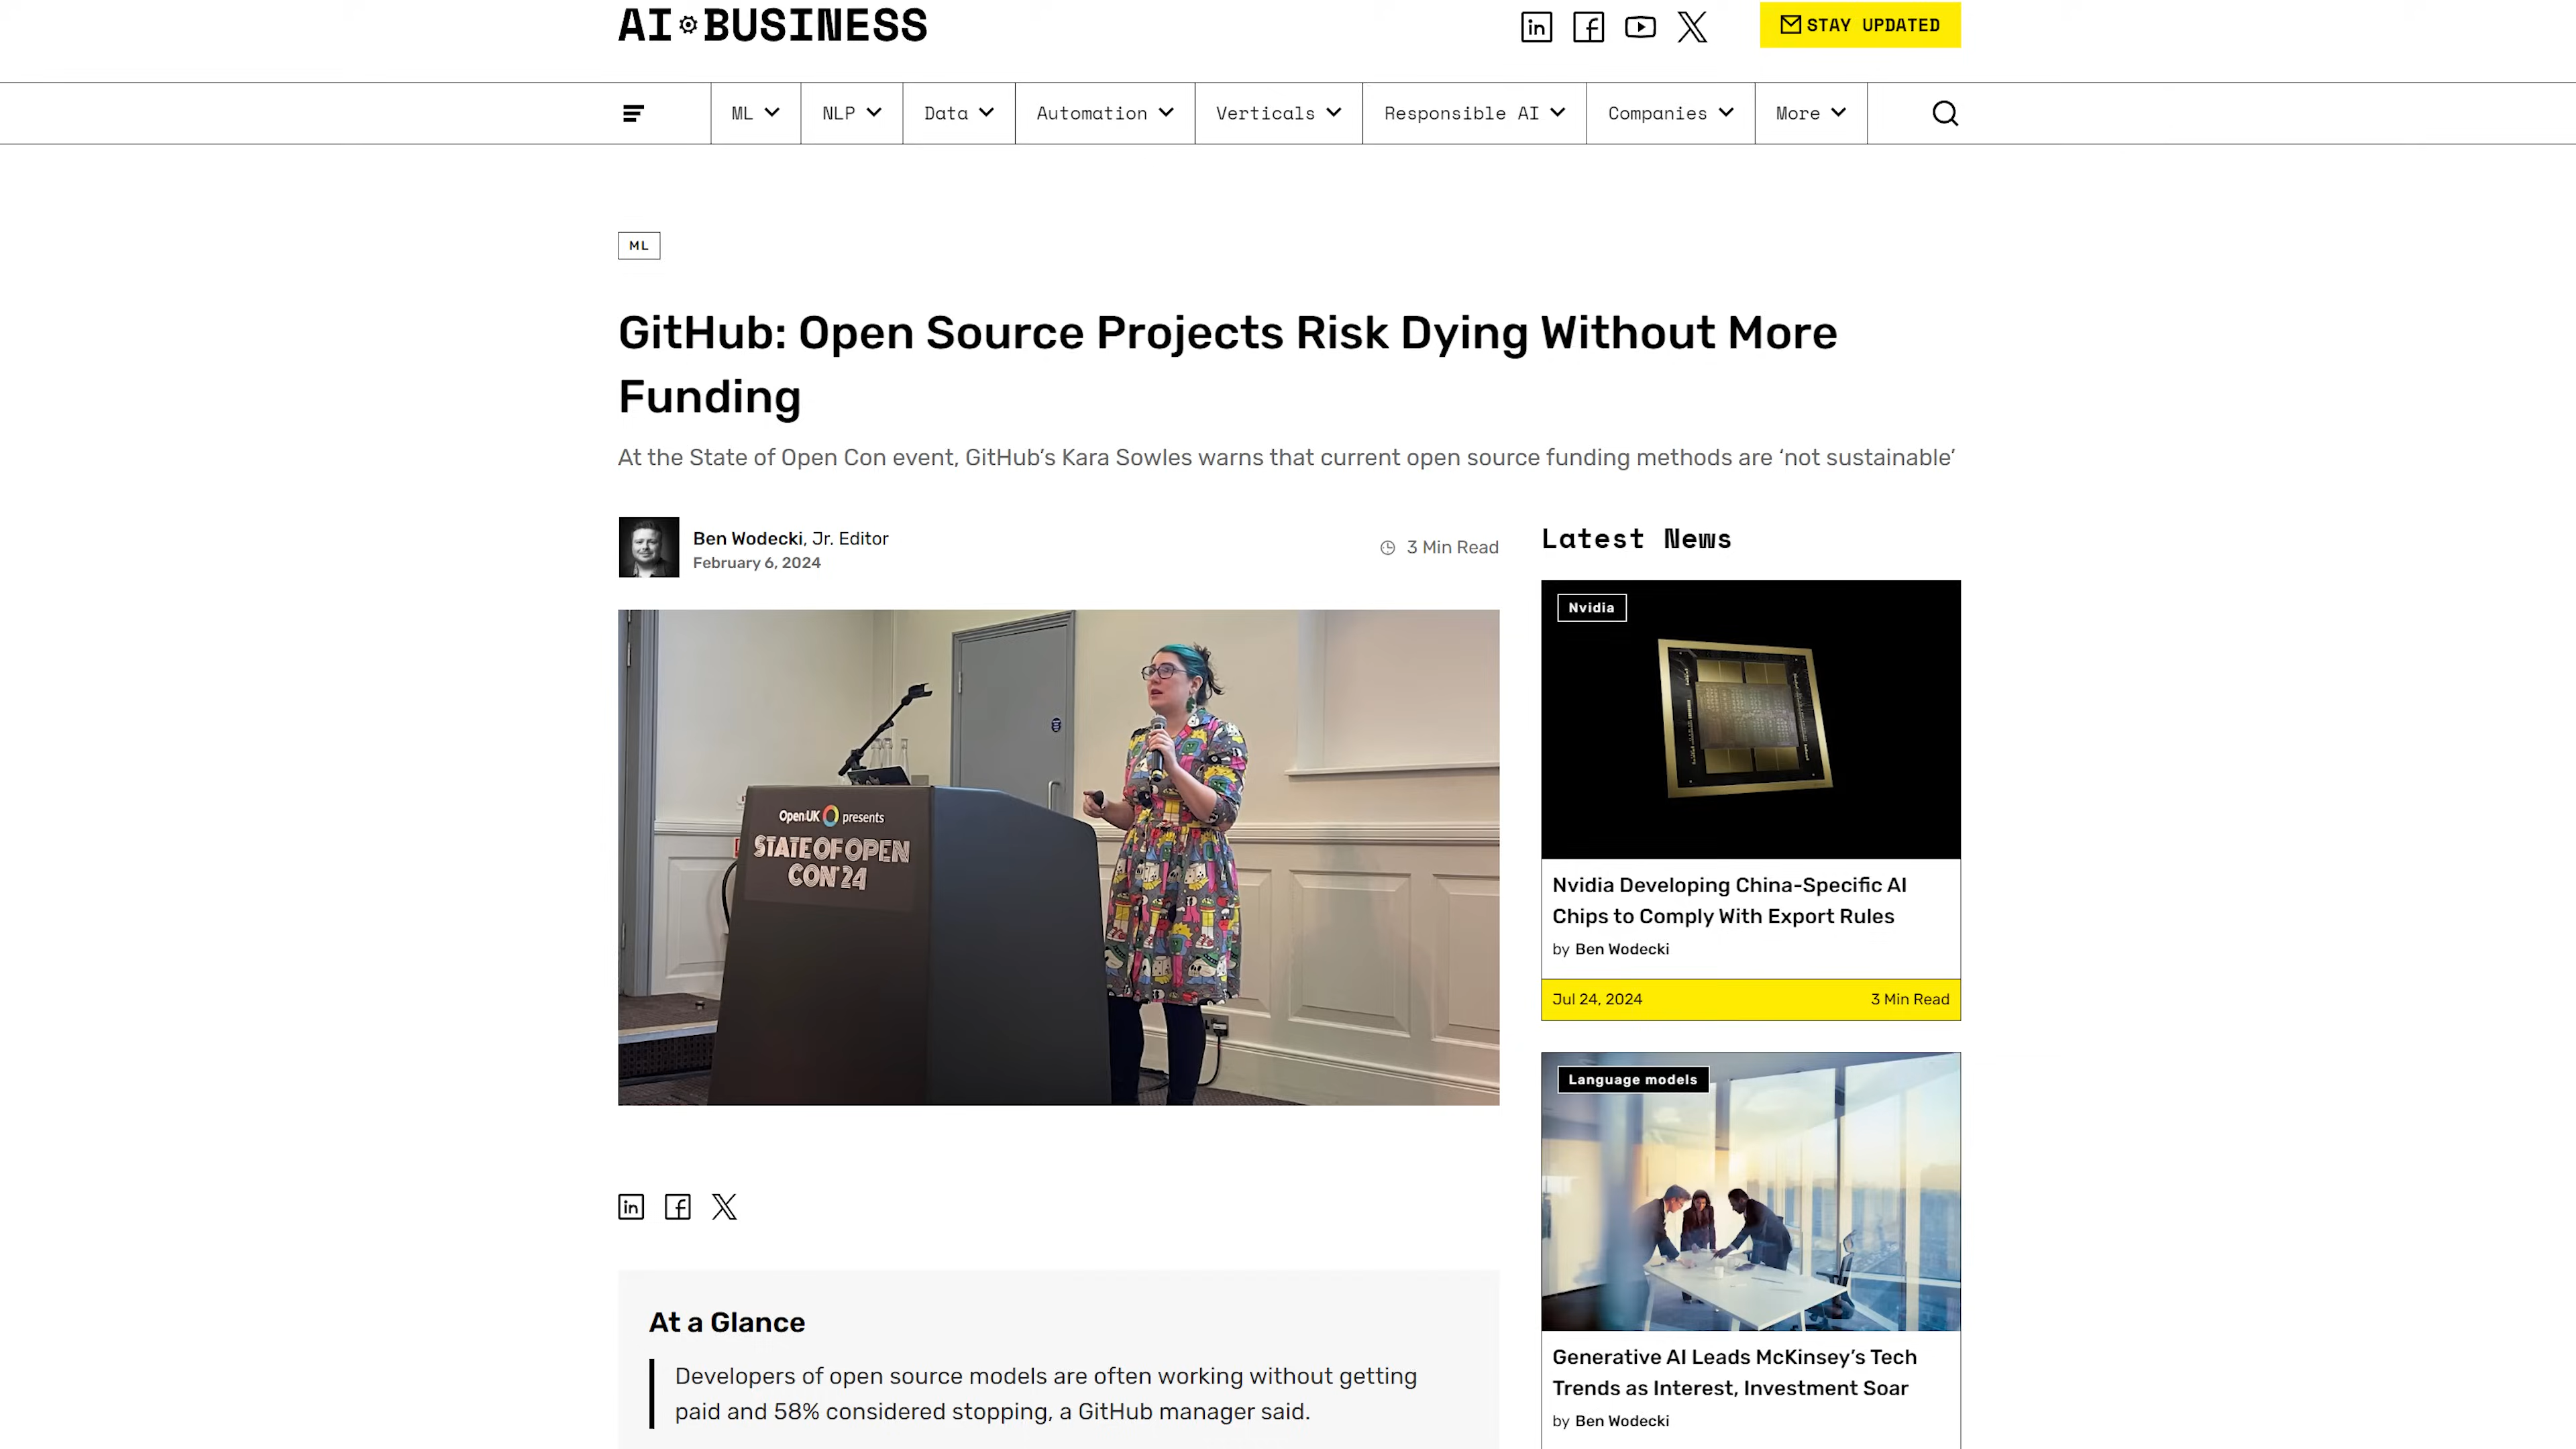 AI BUSINESS
STAY UPDATED
ML
NLP
Data
Automation
Verticals
Responsible AI
Companies
More
ML
GitHub: Open Source Projects Risk Dying Without More
Funding
At the State of Open Con event, GitHub's Kara Sowles warns that current open source funding methods are ‘not sustainable’
Ben Wodecki, Jr. Editor
February 6, 2024
3 Min Read
Open:UK presents
STATE OF OPEN
CON'24
At a Glance
Developers of open source models are often working without getting
paid and 58% considered stopping, a GitHub manager said.
Latest News
Nvidia
Nvidia Developing China-Specific AI
Chips to Comply With Export Rules
by Ben Wodecki
Jul 24, 2024
3 Min Read
Language models
Generative AI Leads McKinsey's Tech
Trends as Interest, Investment Soar
by Ben Wodecki